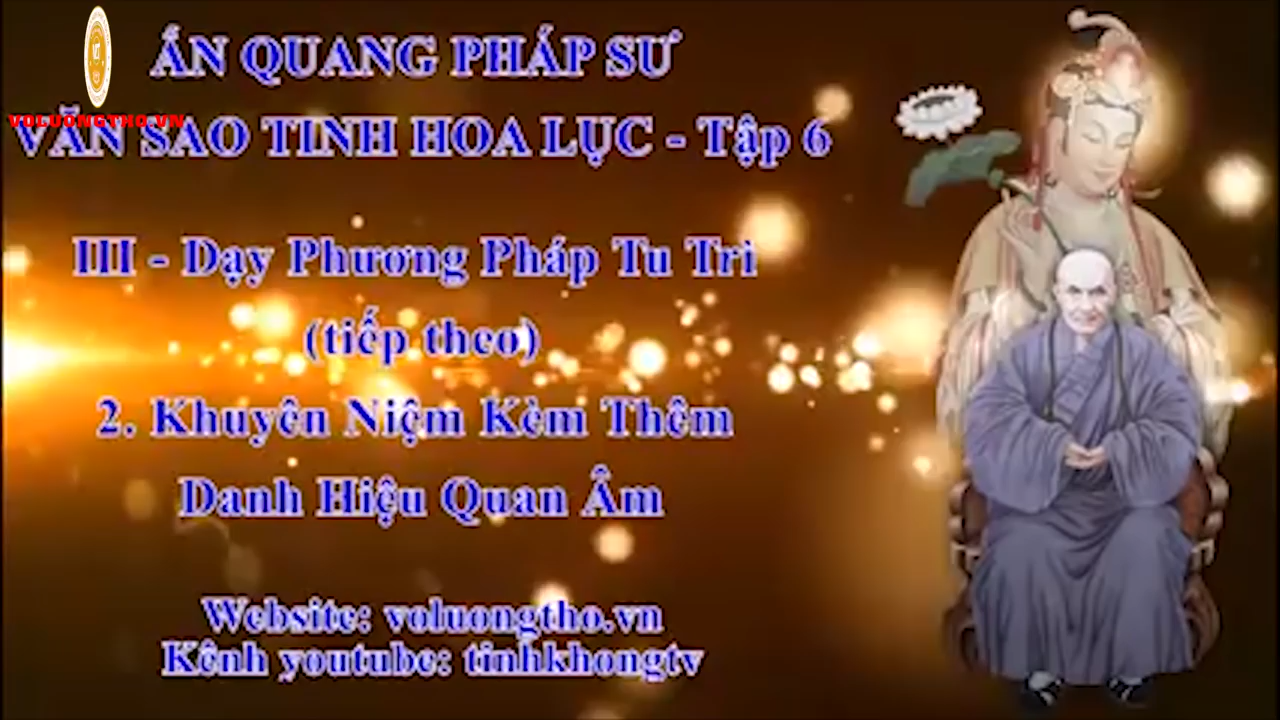 ẤN QUANG PHÁP SƯ
VOLUONGTHO.VN
VĂN SAO TINH HOA LỤC - Tập 6
III - Dạy Phương Pháp Tu Trì
(tiếp theo)
2. Khuyên Niệm Kèm Thêm
Danh Hiệu Quan Âm
Website: voluongtho.vn
Kênh youtube: tinhkhongtv